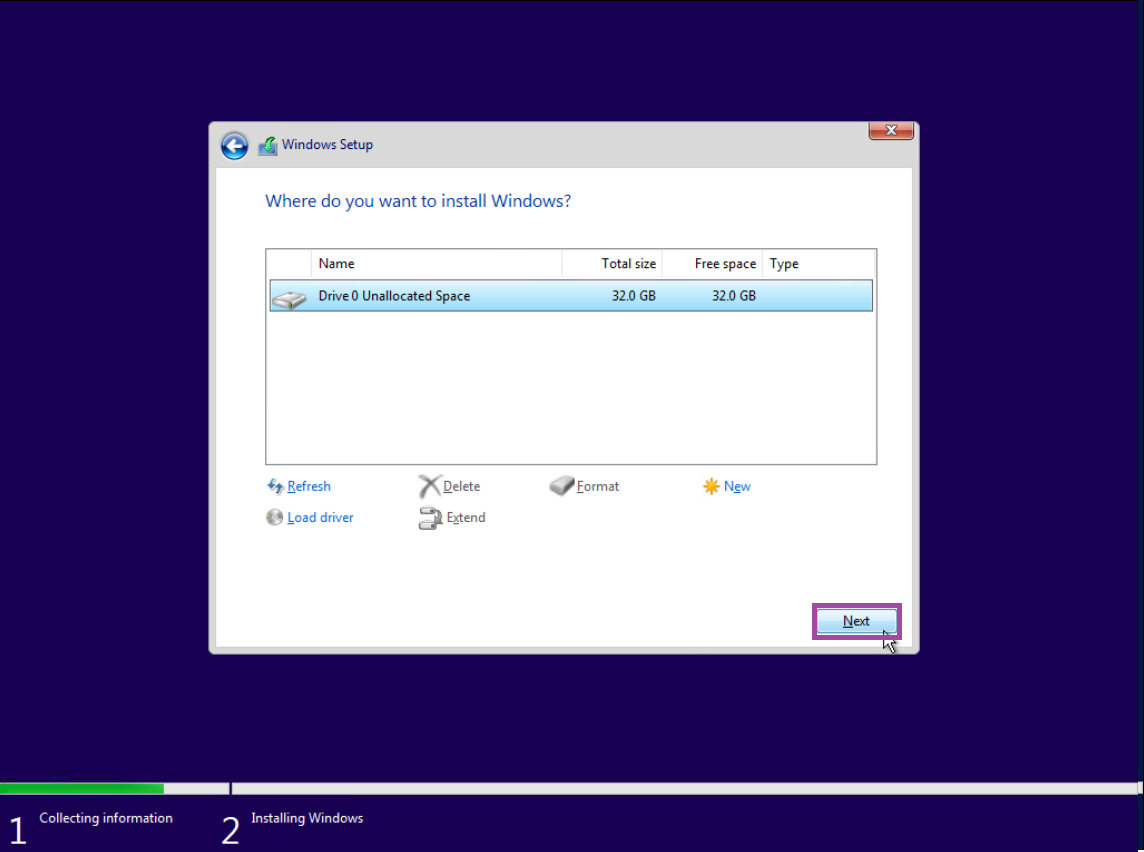 Windows Setup
Where do you want to install Windows?
Name Total size Free space Type
Drive 0 Unallocated Space 32.0 GB 32.0 GB
Refresh Delete Format New
Load driver Extend
Next
1 Collecting information 2 Installing Windows